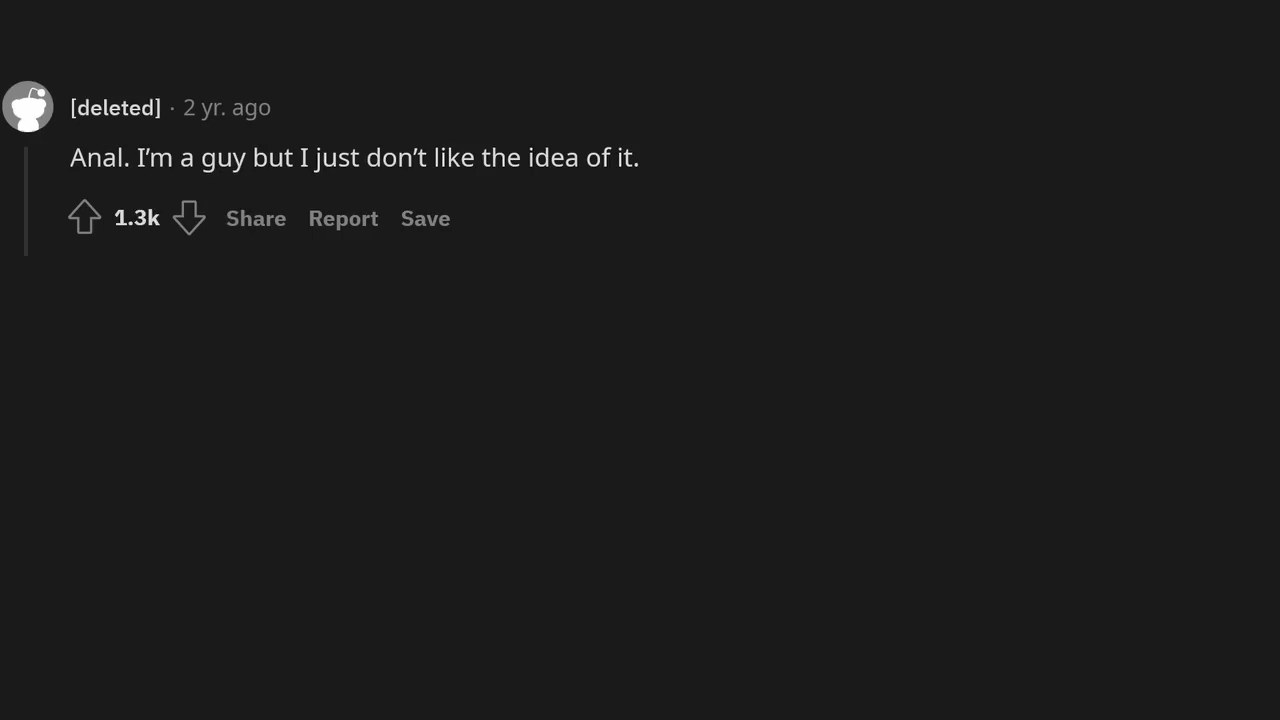 [deleted] · 2 yr. ago
Anal. I’m a guy but I just don’t like the idea of it.
1.3k Share Report Save